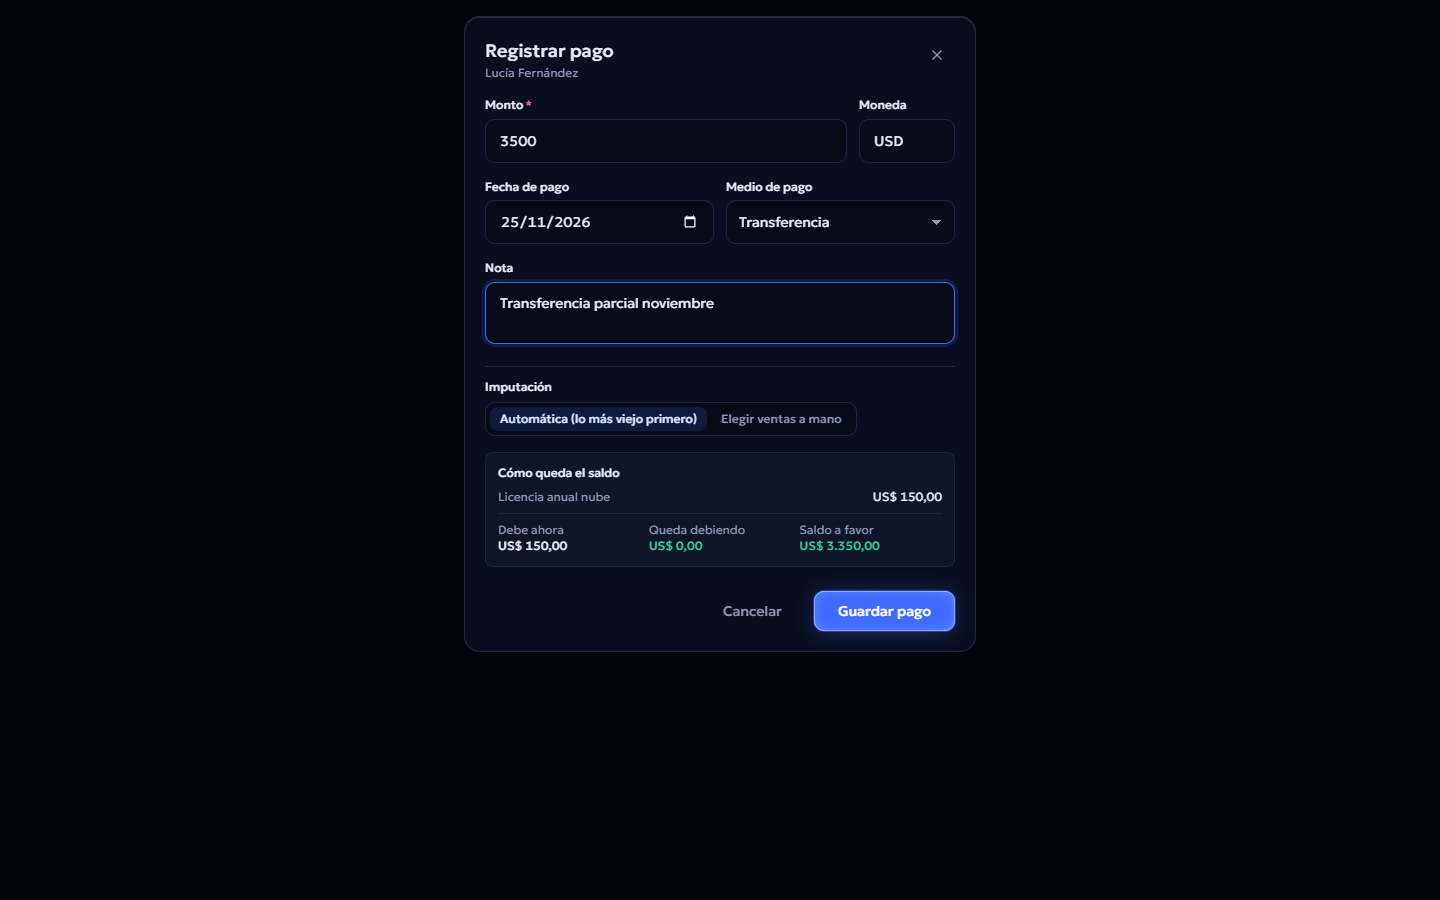 Registrar pago
Lucía Fernández
Monto *
Moneda
3500
USD
Fecha de pago
Medio de pago
25/11/2026
Transferencia
Nota
Transferencia parcial noviembre
Imputación
Automática (lo más viejo primero)
Elegir ventas a mano
Cómo queda el saldo
Licencia anual nube
US$ 150,00
Debe ahora
Queda debiendo
Saldo a favor
US$ 150,00
US$ 0,00
US$ 3.350,00
Cancelar
Guardar pago